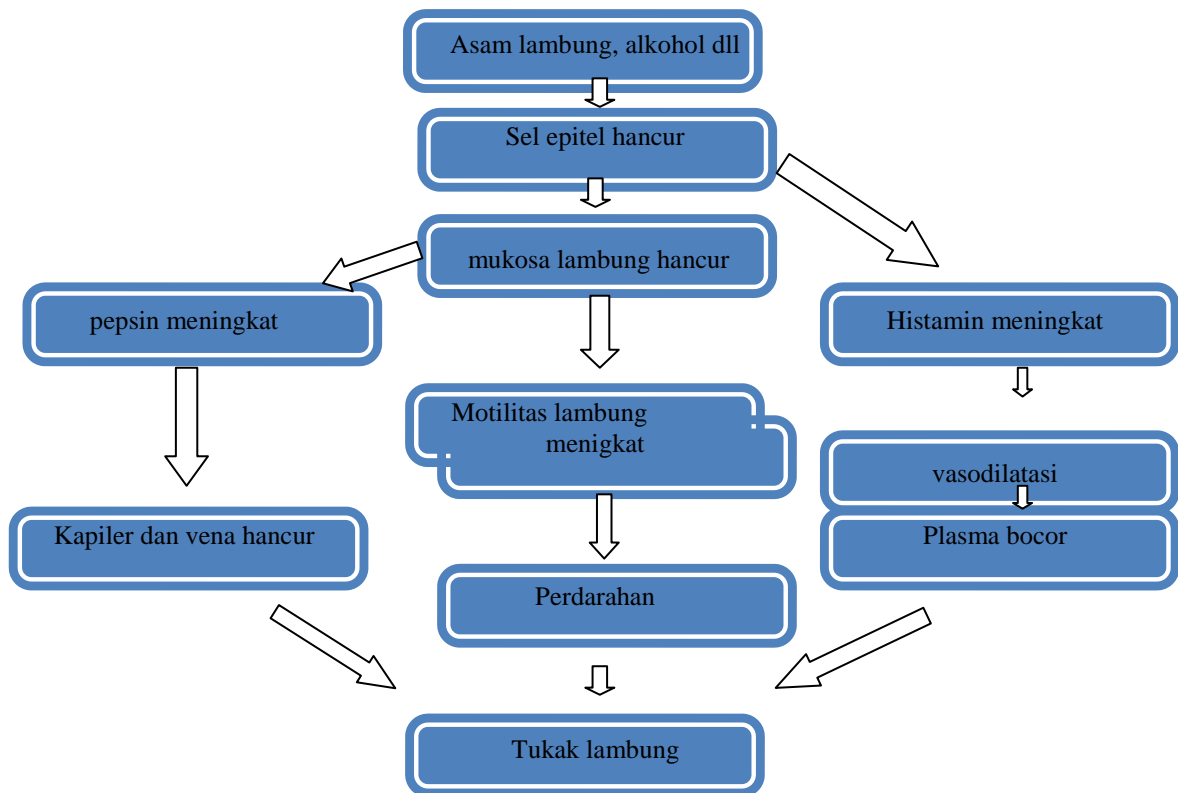 Asam lambung, alkohol dll
Sel epitel hancur
mukosa lambung hancur
pepsin meningkat
Histamin meningkat
Motilitas lambung
menigkat
vasodilatasi
Kapiler dan vena hancur
Plasma bocor
Perdarahan
Tukak lambung